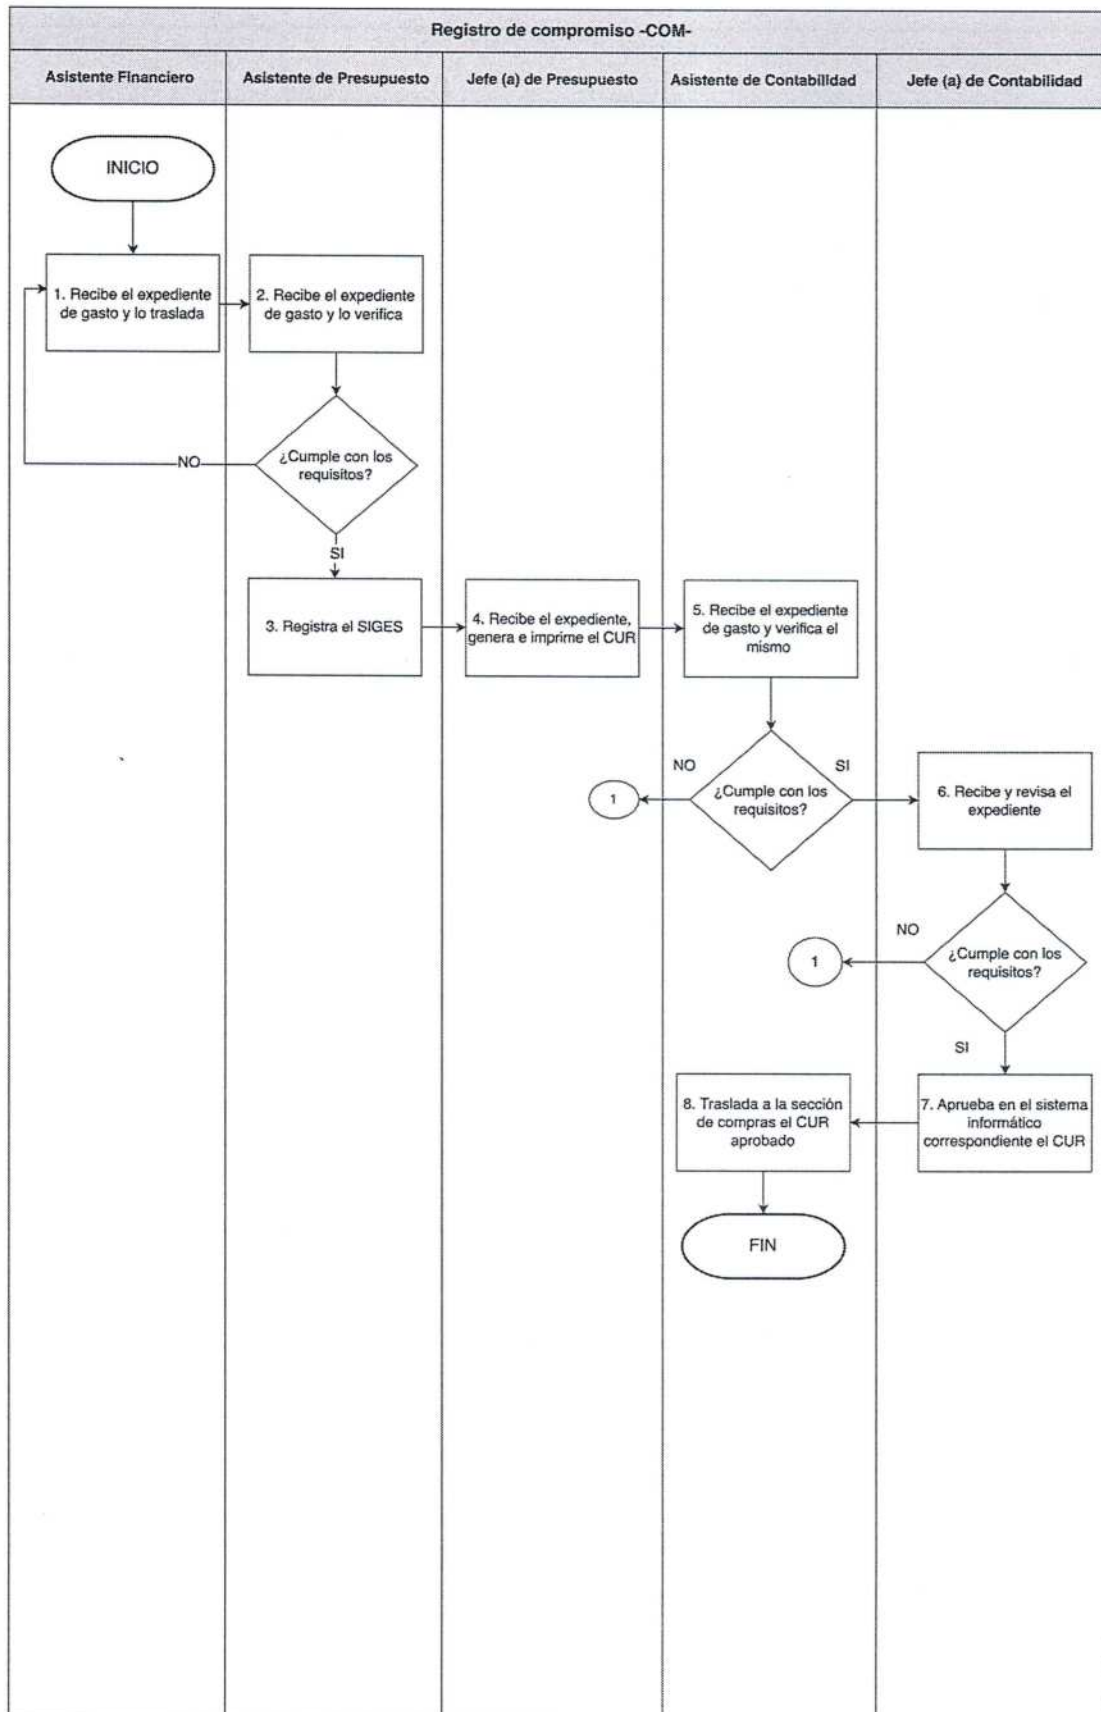 Registro de compromiso -COM-
Asistente Financiero
Asistente de Presupuesto
Jefe (a) de Presupuesto
Asistente de Contabilidad
Jefe (a) de Contabilidad
INICIO
1. Recibe el expediente
de gasto y lo traslada
2. Recibe el expediente
de gasto y lo verifica
¿Cumple con los
requisitos?
NO
SI
3. Registra el SIGES
4. Recibe el expediente,
genera e imprime el CUR
5. Recibe el expediente
de gasto y verifica el
mismo
¿Cumple con los
requisitos?
NO
SI
1
6. Recibe y revisa el
expediente
¿Cumple con los
requisitos?
NO
1
SI
7. Aprueba en el sistema
informático
correspondiente el CUR
8. Traslada a la sección
de compras el CUR
aprobado
FIN